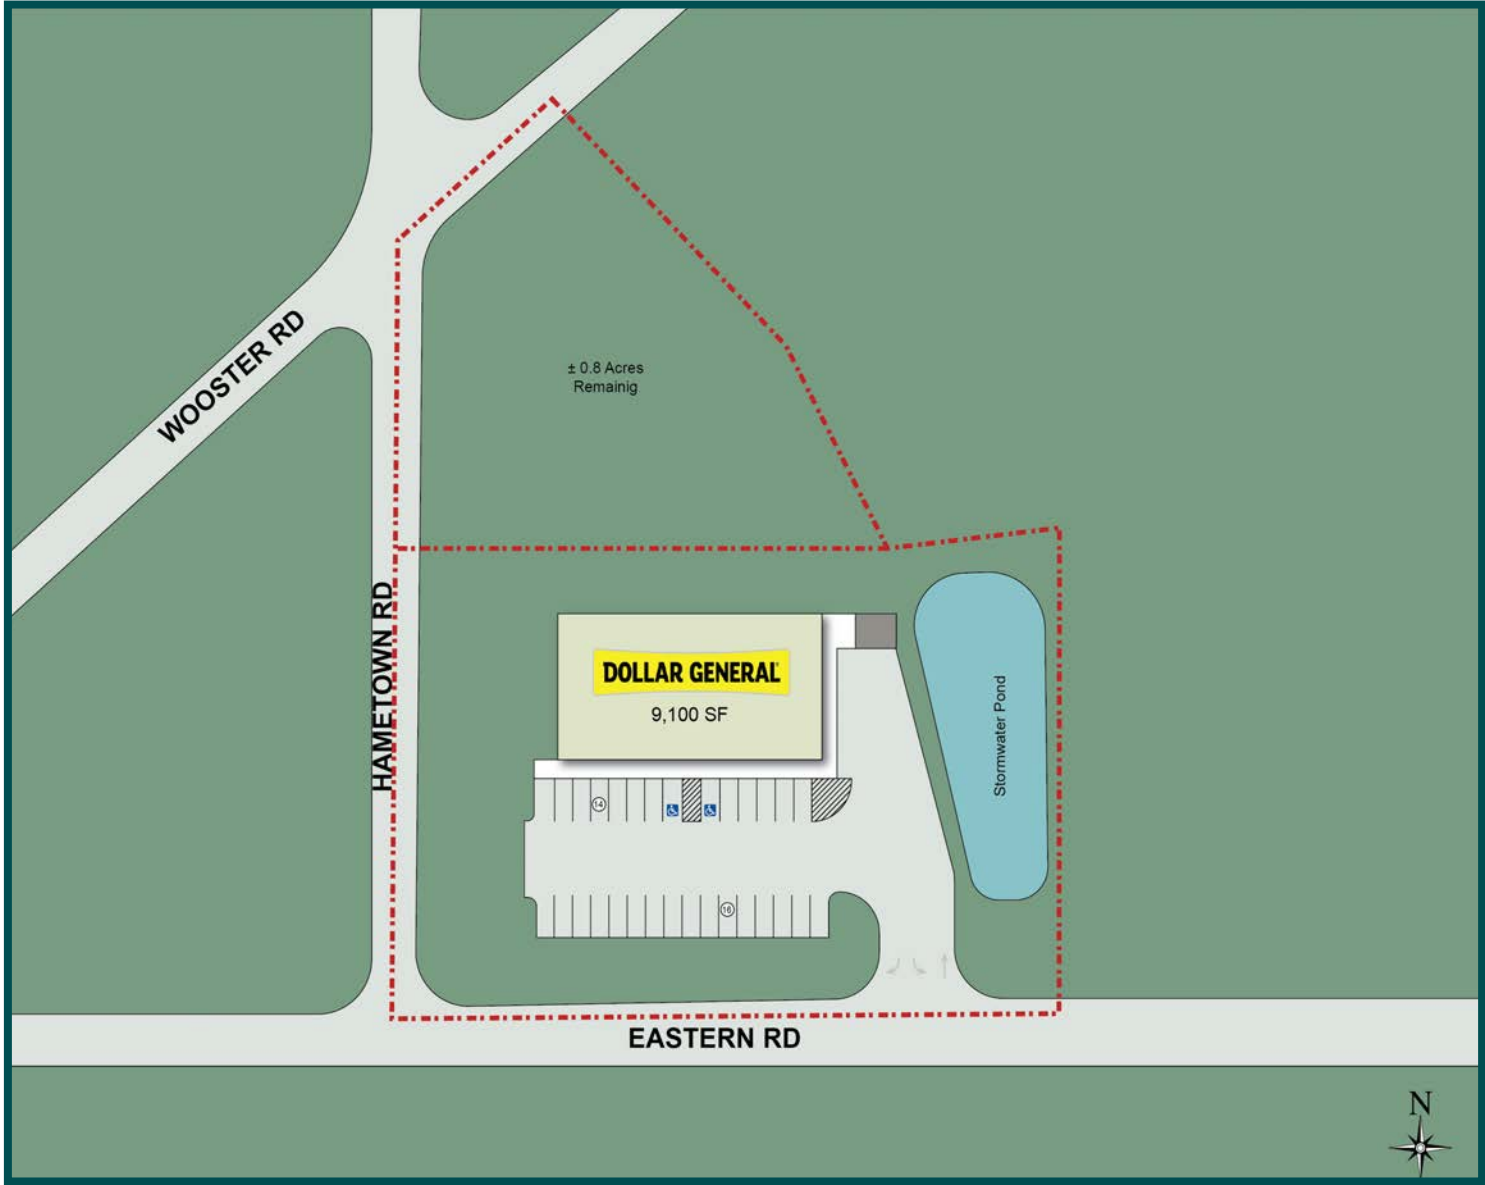 WOOSTER RD
± 0.8 Acres
Remainig
HAMETOWN RD
DOLLAR GENERAL
9,100 SF
Stormwater Pond
14
16
EASTERN RD
N